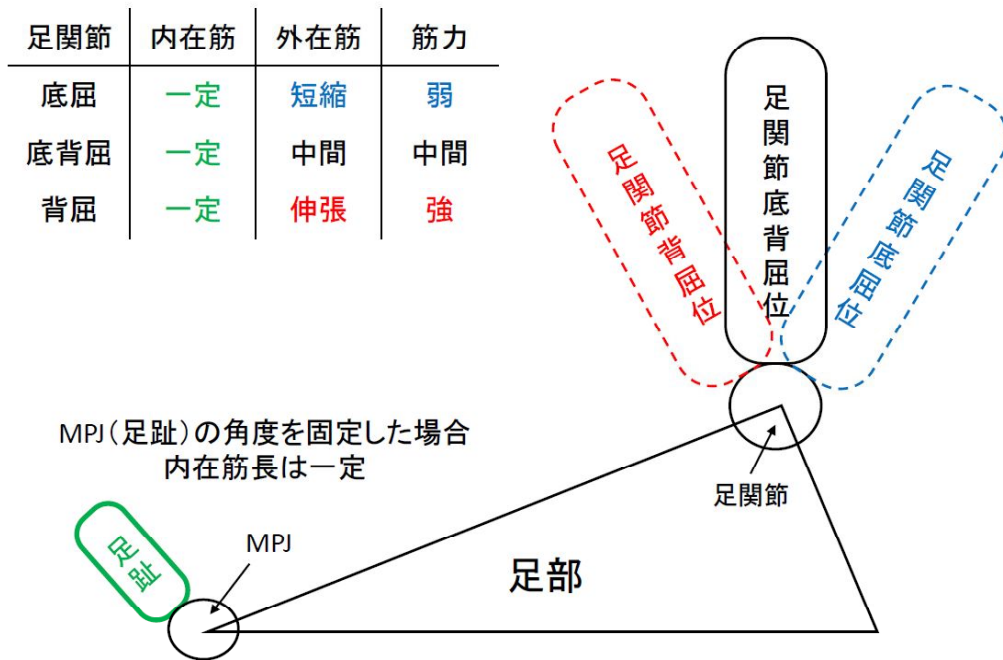 足関節 内在筋 外在筋 筋力
底屈 一定 短縮 弱
底背屈 一定 中間 中間
背屈 一定 伸張 強
足関節背屈位
足関節底背屈位
足関節底屈位
MPJ(足趾)の角度を固定した場合
内在筋長は一定
足関節
MPJ
足趾
足部